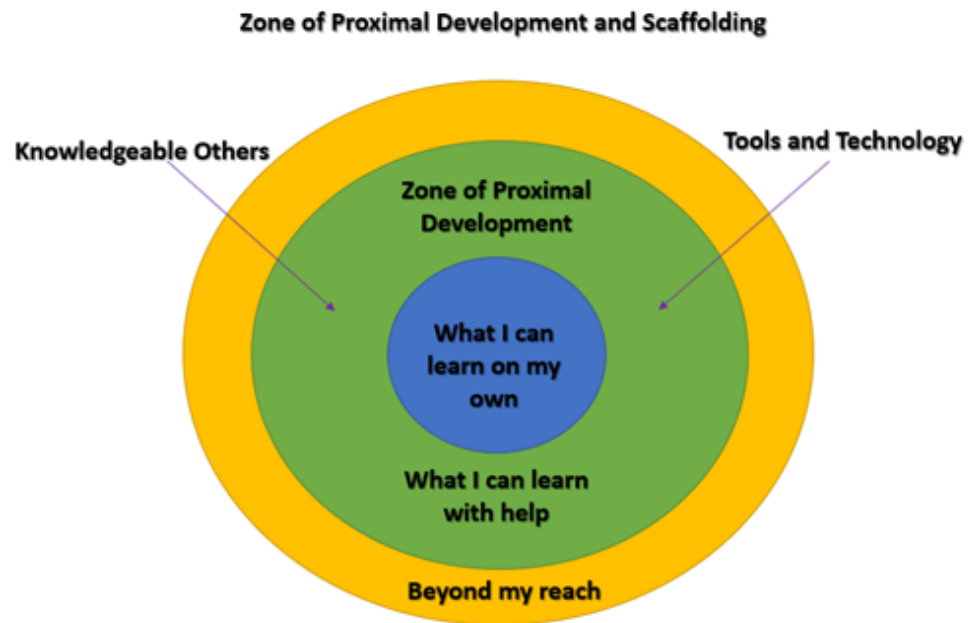 Zone of Proximal Development and Scaffolding
Knowledgeable Others
Tools and Technology
Zone of Proximal
Development
What I can
learn on my
own
What I can learn
with help
Beyond my reach